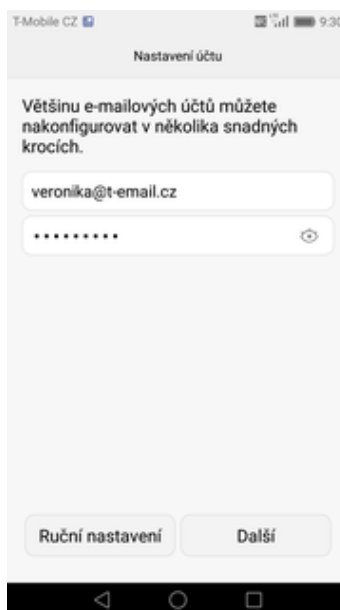 T-Mobile CZ
9:30
Nastavení účtu
Většinu e-mailových účtů můžete
nakonfigurovat v několika snadných
krocích.
veronika@t-email.cz
•••••••••
Ruční nastavení
Další